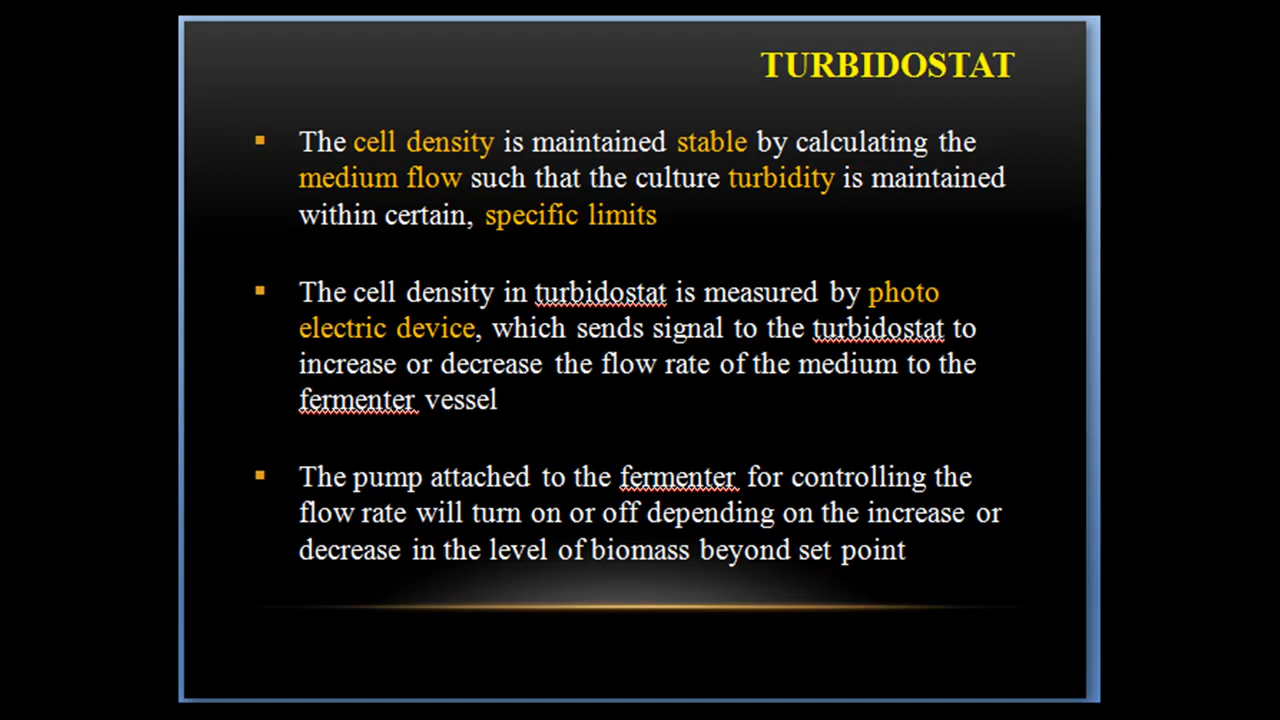 TURBIDOSTAT
▪ The cell density is maintained stable by calculating the
medium flow such that the culture turbidity is maintained
within certain, specific limits
▪ The cell density in turbidostat is measured by photo
electric device, which sends signal to the turbidostat to
increase or decrease the flow rate of the medium to the
fermenter vessel
▪ The pump attached to the fermenter for controlling the
flow rate will turn on or off depending on the increase or
decrease in the level of biomass beyond set point